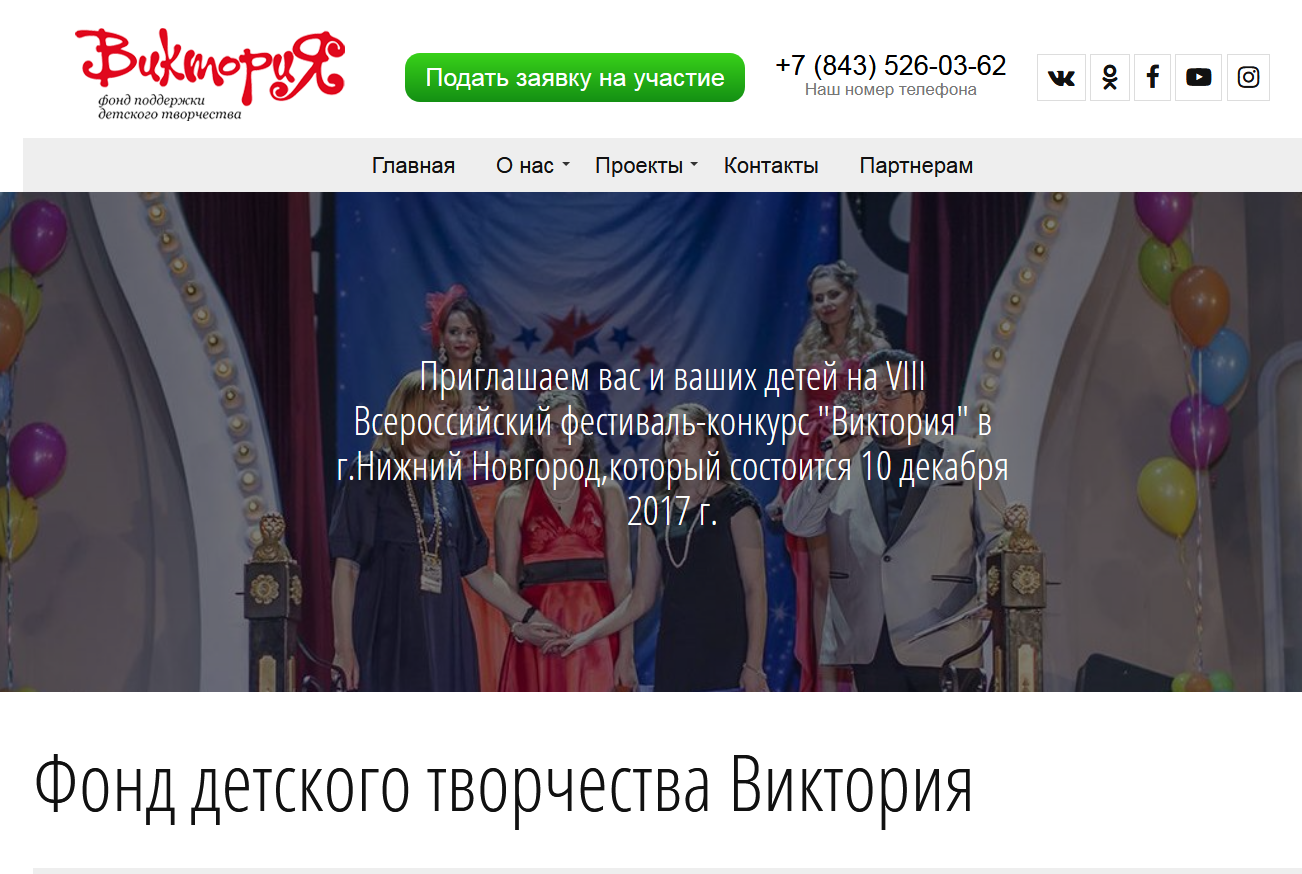 Виктория
фонд поддержки
детского творчества
Подать заявку на участие
+7 (843) 526-03-62
Наш номер телефона
Главная О нас Проекты Контакты Партнерам
Приглашаем вас и ваших детей на VIII
Всероссийский фестиваль-конкурс "Виктория" в
г.Нижний Новгород,который состоится 10 декабря
2017 г.
Фонд детского творчества Виктория